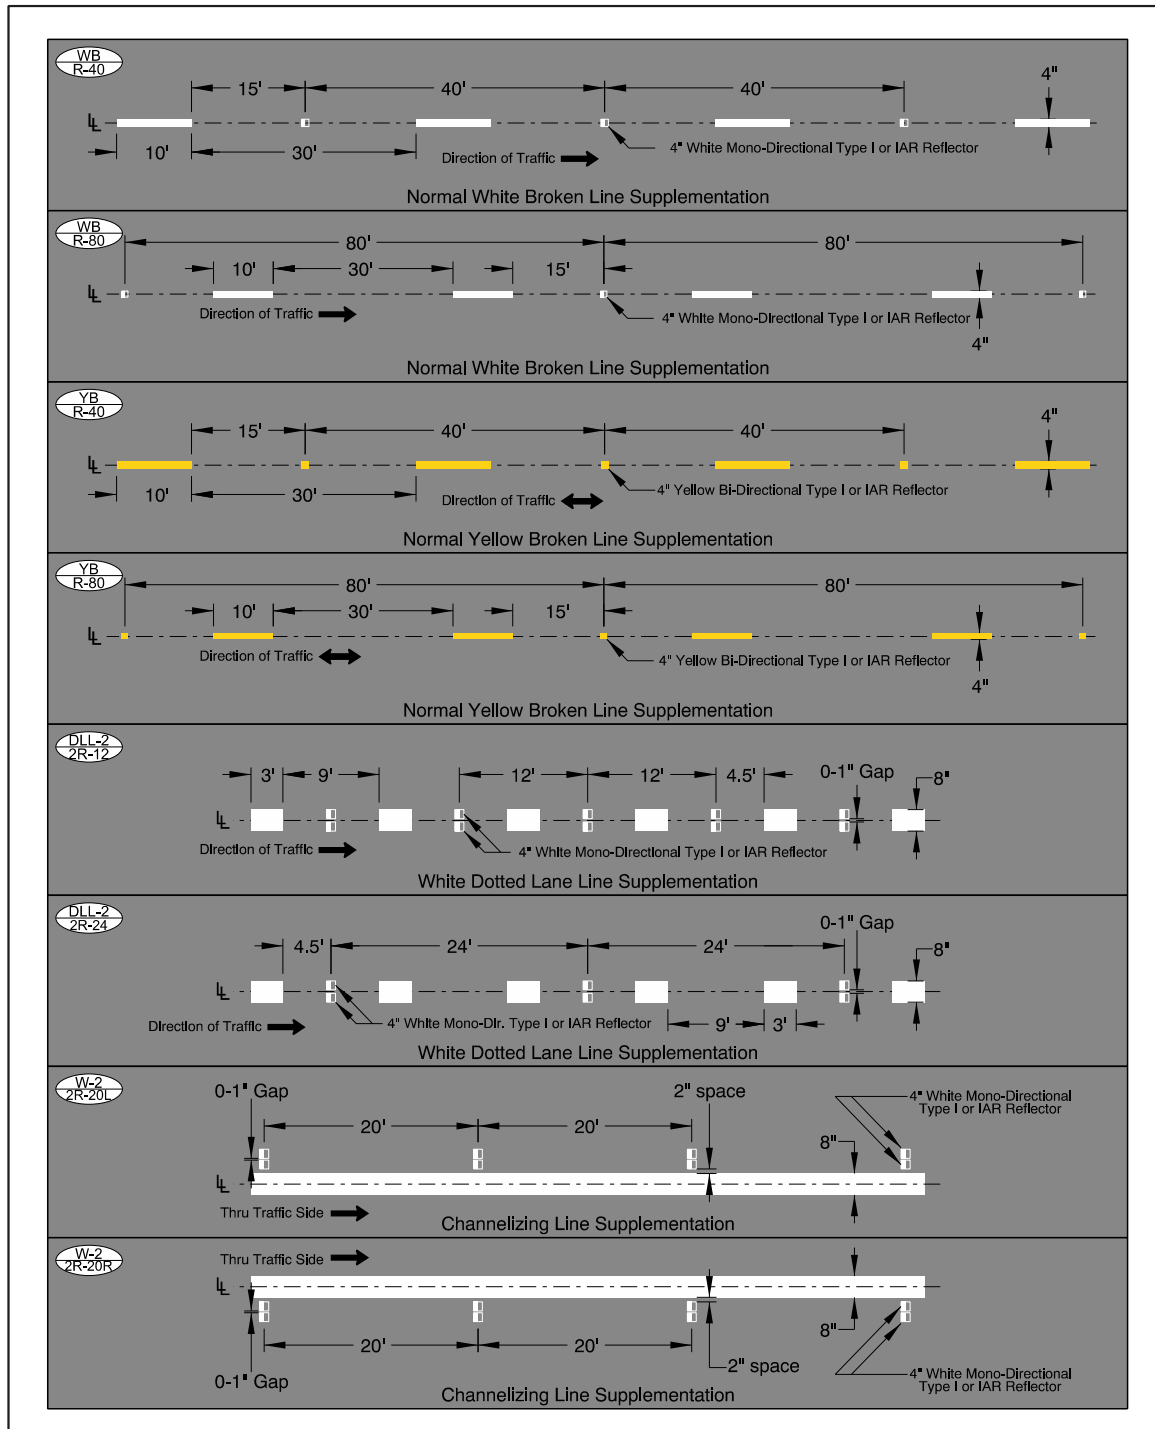 WB
R-40
15' 40' 40' 4"
LL
10' 30' Direction of Traffic 4" White Mono-Directional Type I or IAR Reflector
Normal White Broken Line Supplementation
WB
R-80
80' 80'
10' 30' 15'
LL
Direction of Traffic 4" White Mono-Directional Type I or IAR Reflector
4"
Normal White Broken Line Supplementation
YB
R-40
15' 40' 40' 4"
LL
10' 30' Direction of Traffic 4" Yellow Bi-Directional Type I or IAR Reflector
Normal Yellow Broken Line Supplementation
YB
R-80
80' 80'
10' 30' 15'
LL
Direction of Traffic 4" Yellow Bi-Directional Type I or IAR Reflector
4"
Normal Yellow Broken Line Supplementation
DLL-2
2R-12
3' 9' 12' 12' 4.5' 0-1" Gap 8"
LL
Direction of Traffic 4" White Mono-Directional Type I or IAR Reflector
White Dotted Lane Line Supplementation
DLL-2
2R-24
4.5' 24' 24' 0-1" Gap 8"
LL
Direction of Traffic 4" White Mono-Dir. Type I or IAR Reflector 9' 3'
White Dotted Lane Line Supplementation
W-2
2R-20L
0-1" Gap 2" space 4" White Mono-Directional
Type I or IAR Reflector
20' 20' 8"
LL
Thru Traffic Side
Channelizing Line Supplementation
W-2
2R-20R
Thru Traffic Side
LL
20' 20' 8"
0-1" Gap 2" space 4" White Mono-Directional
Type I or IAR Reflector
Channelizing Line Supplementation